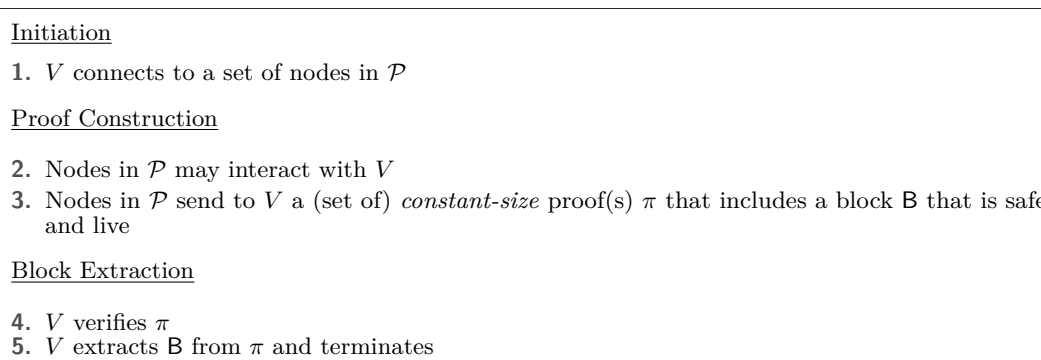 Initiation
1. V connects to a set of nodes in 𝒫
Proof Construction
2. Nodes in 𝒫 may interact with V
3. Nodes in 𝒫 send to V a (set of) constant-size proof(s) π that includes a block B that is safe
and live
Block Extraction
4. V verifies π
5. V extracts B from π and terminates